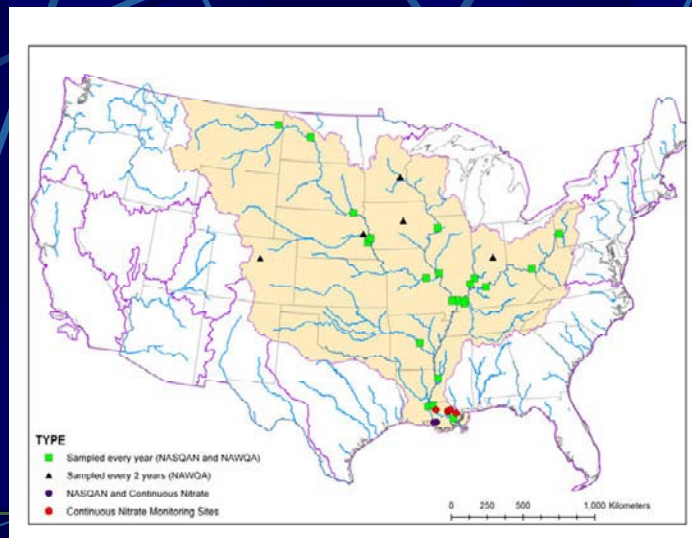 TYPE
Sampled every year (NASQAN and NAWQA)
Sampled every 2 years (NAWQA)
NASQAN and Continuous Nitrate
Continuous Nitrate Monitoring Sites
0 250 500 1,000 Kilometers